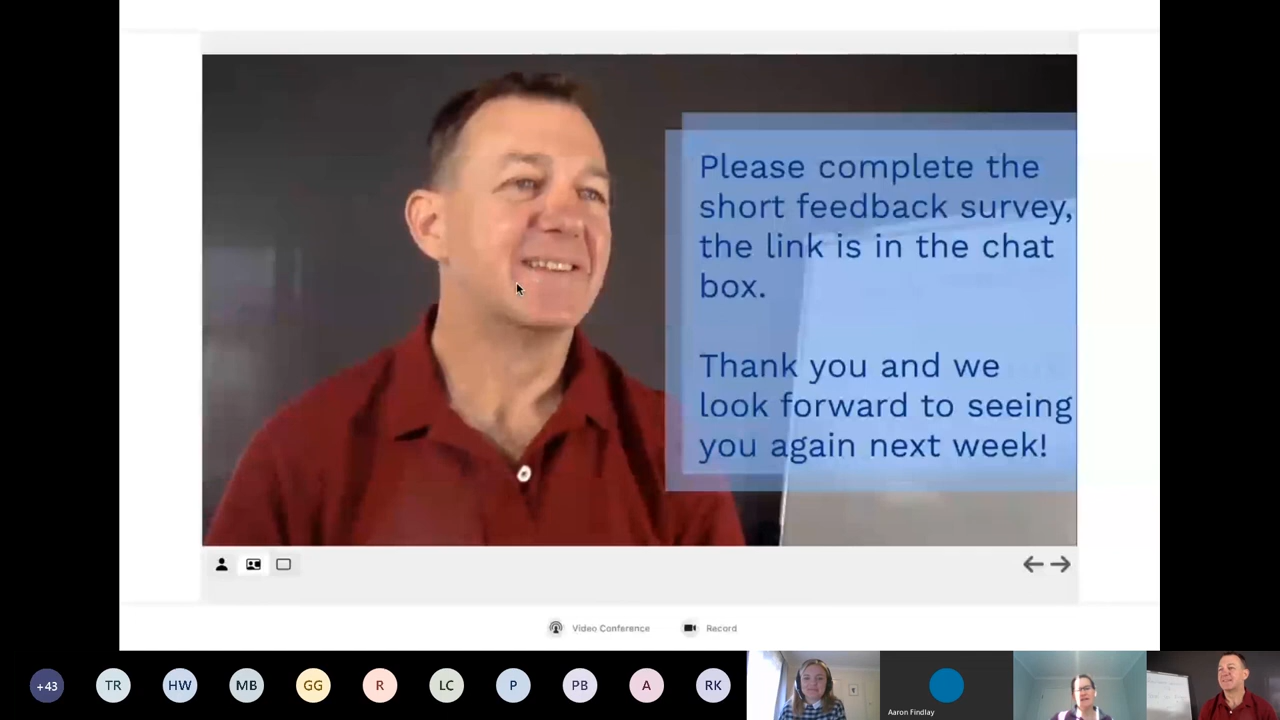 Please complete the
short feedback survey,
the link is in the chat
box.
Thank you and we
look forward to seeing
you again next week!
Video Conference
Record
+43
TR
HW
MB
GG
R
LC
P
PB
A
RK
Aaron Findlay